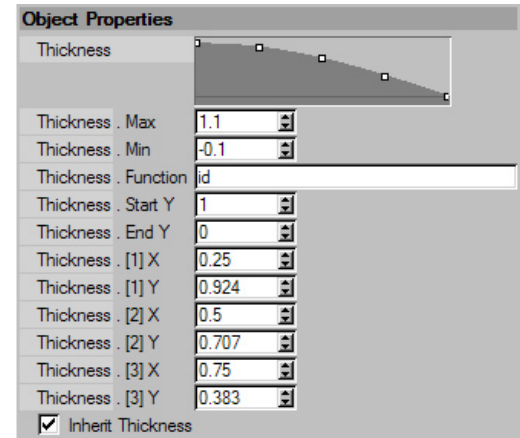 Object Properties
Thickness
Thickness . Max 1.1
Thickness . Min -0.1
Thickness . Function id
Thickness . Start Y 1
Thickness . End Y 0
Thickness . [1] X 0.25
Thickness . [1] Y 0.924
Thickness . [2] X 0.5
Thickness . [2] Y 0.707
Thickness . [3] X 0.75
Thickness . [3] Y 0.383
Inherit Thickness